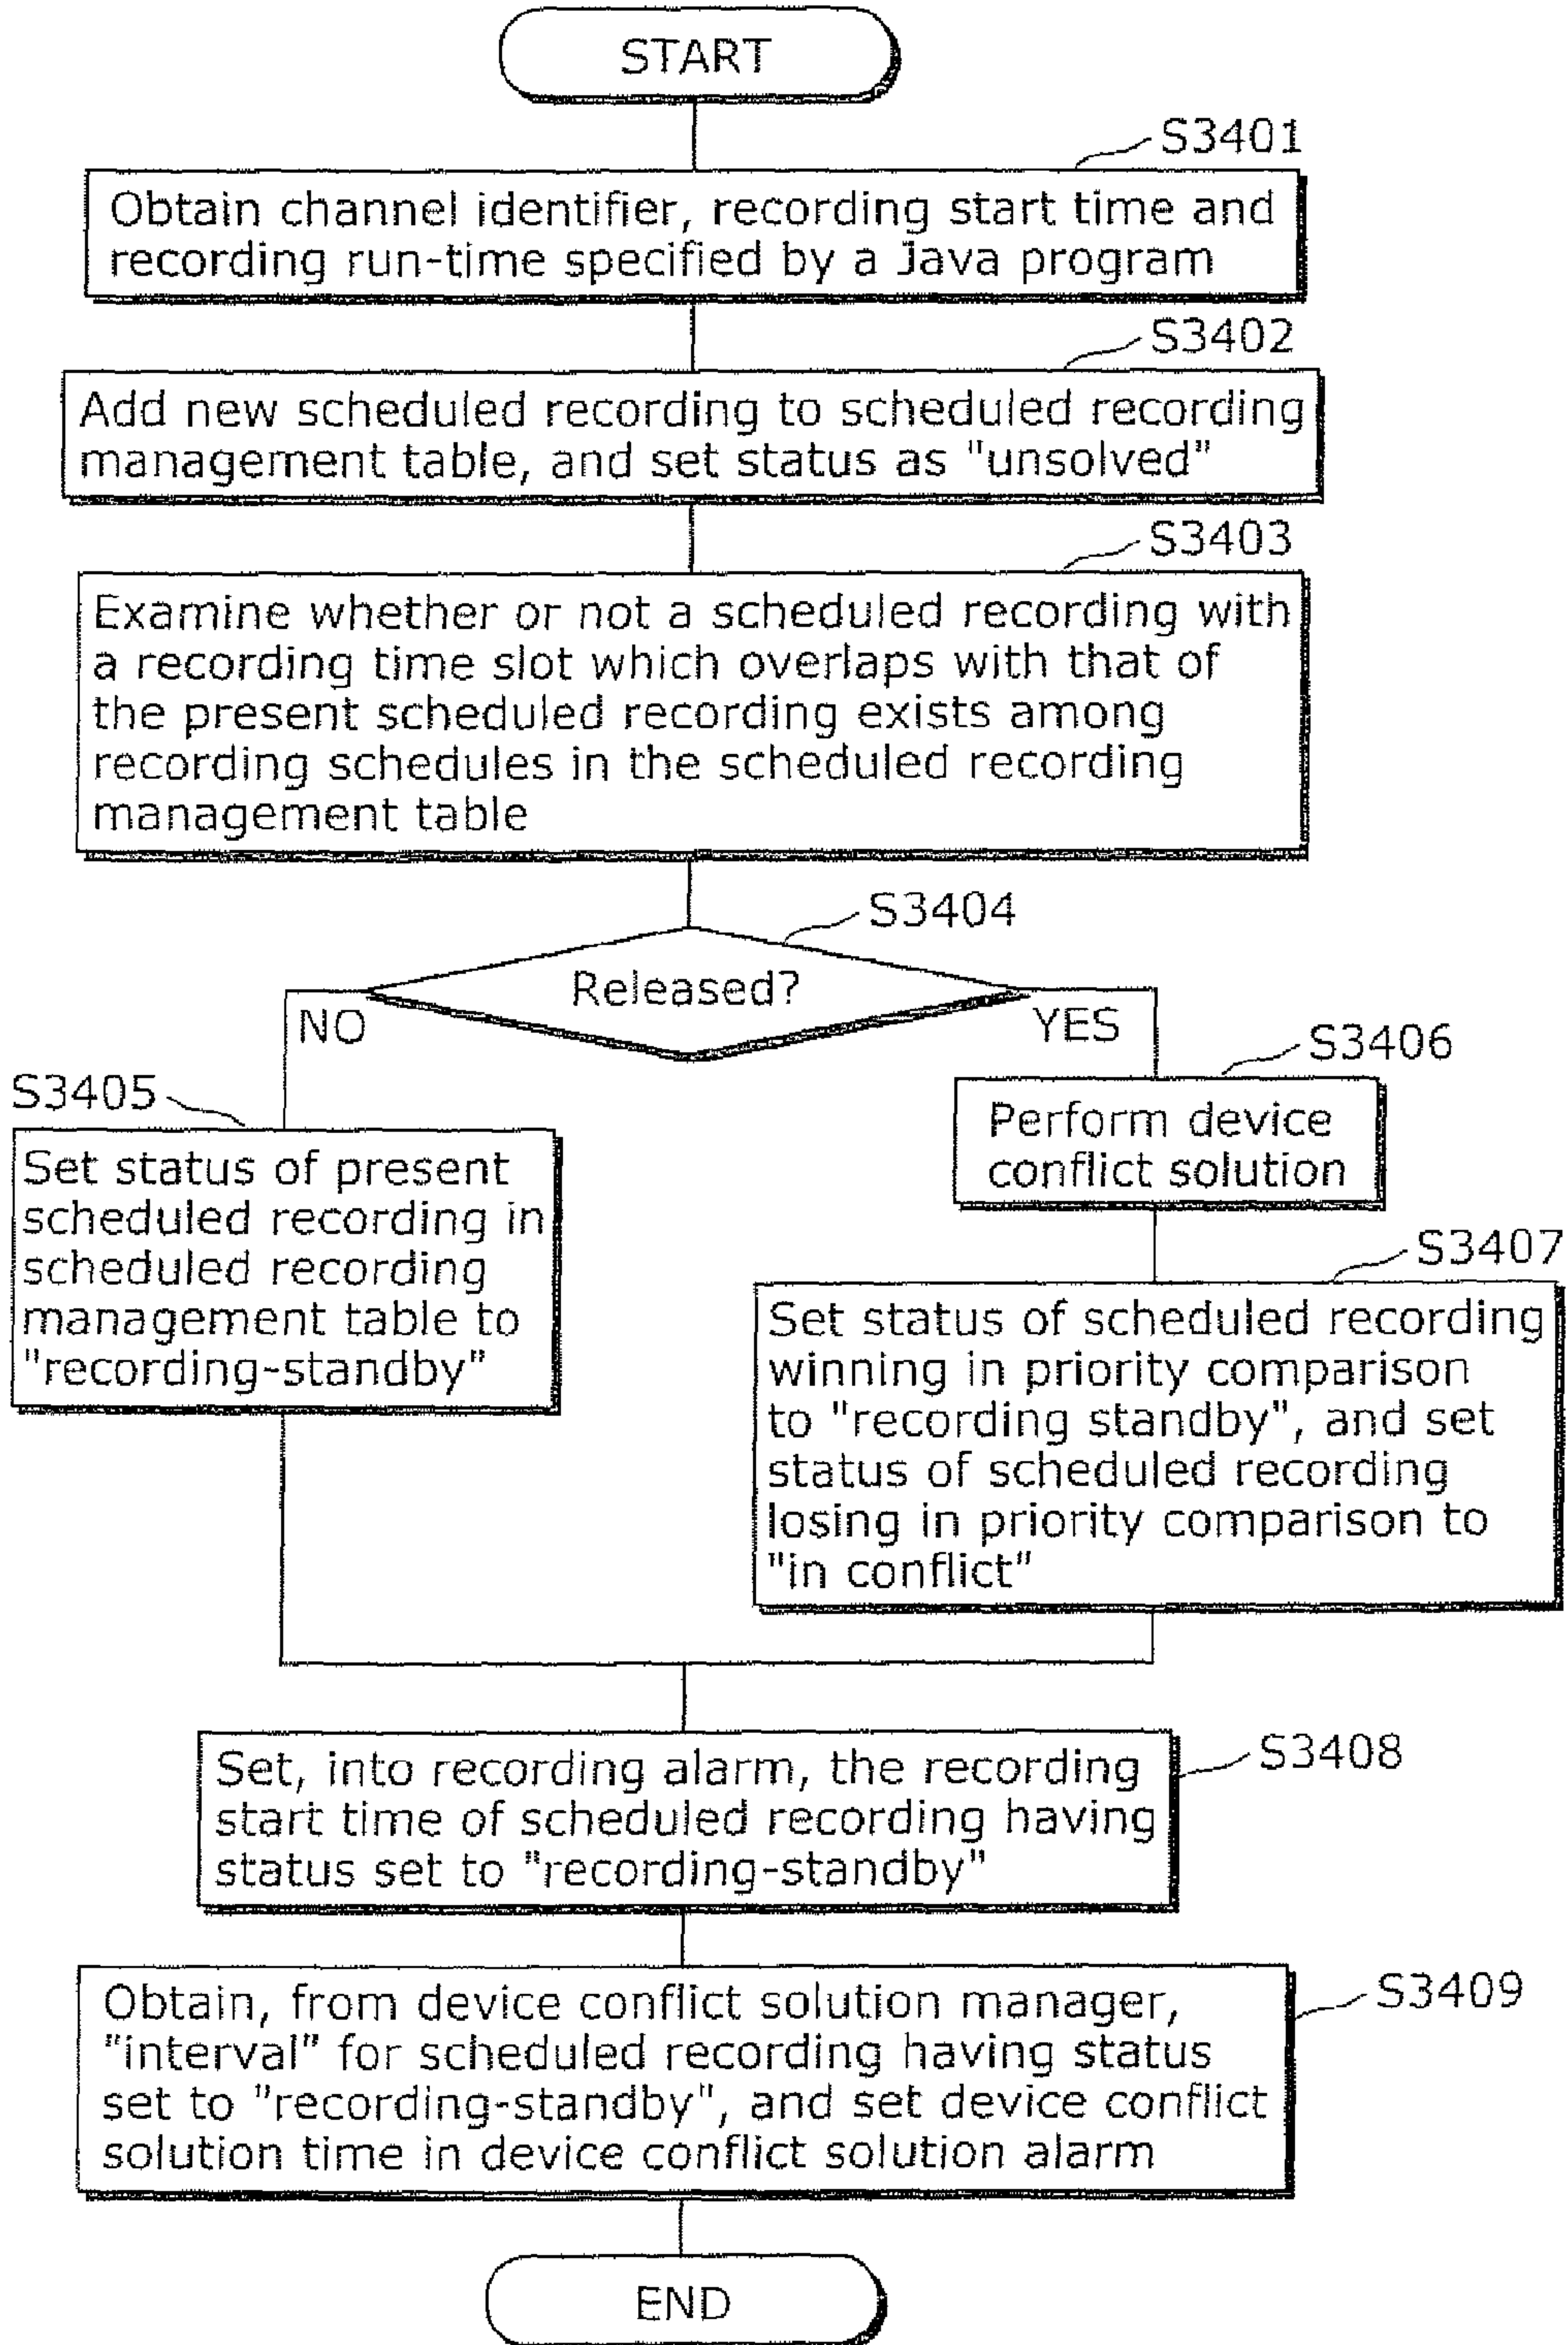 START
S3401
Obtain channel identifier, recording start time and
recording run-time specified by a Java program
S3402
Add new scheduled recording to scheduled recording
management table, and set status as "unsolved"
S3403
Examine whether or not a scheduled recording with
a recording time slot which overlaps with that of
the present scheduled recording exists among
recording schedules in the scheduled recording
management table
S3404
Released?
NO
YES
S3405
Set status of present
scheduled recording in
scheduled recording
management table to
"recording-standby"
S3406
Perform device
conflict solution
S3407
Set status of scheduled recording
winning in priority comparison
to "recording standby", and set
status of scheduled recording
losing in priority comparison to
"in conflict"
S3408
Set, into recording alarm, the recording
start time of scheduled recording having
status set to "recording-standby"
S3409
Obtain, from device conflict solution manager,
"interval" for scheduled recording having status
set to "recording-standby", and set device conflict
solution time in device conflict solution alarm
END